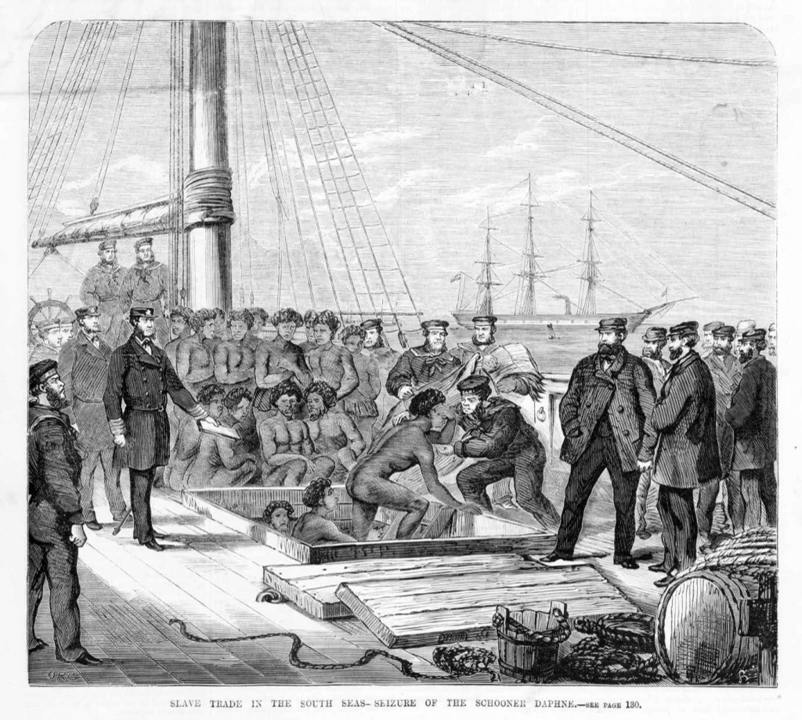 SLAVE TRADE IN THE SOUTH SEAS-SEIZURE OF THE SCHOONER DAPHNE.—SEE PAGE 130.